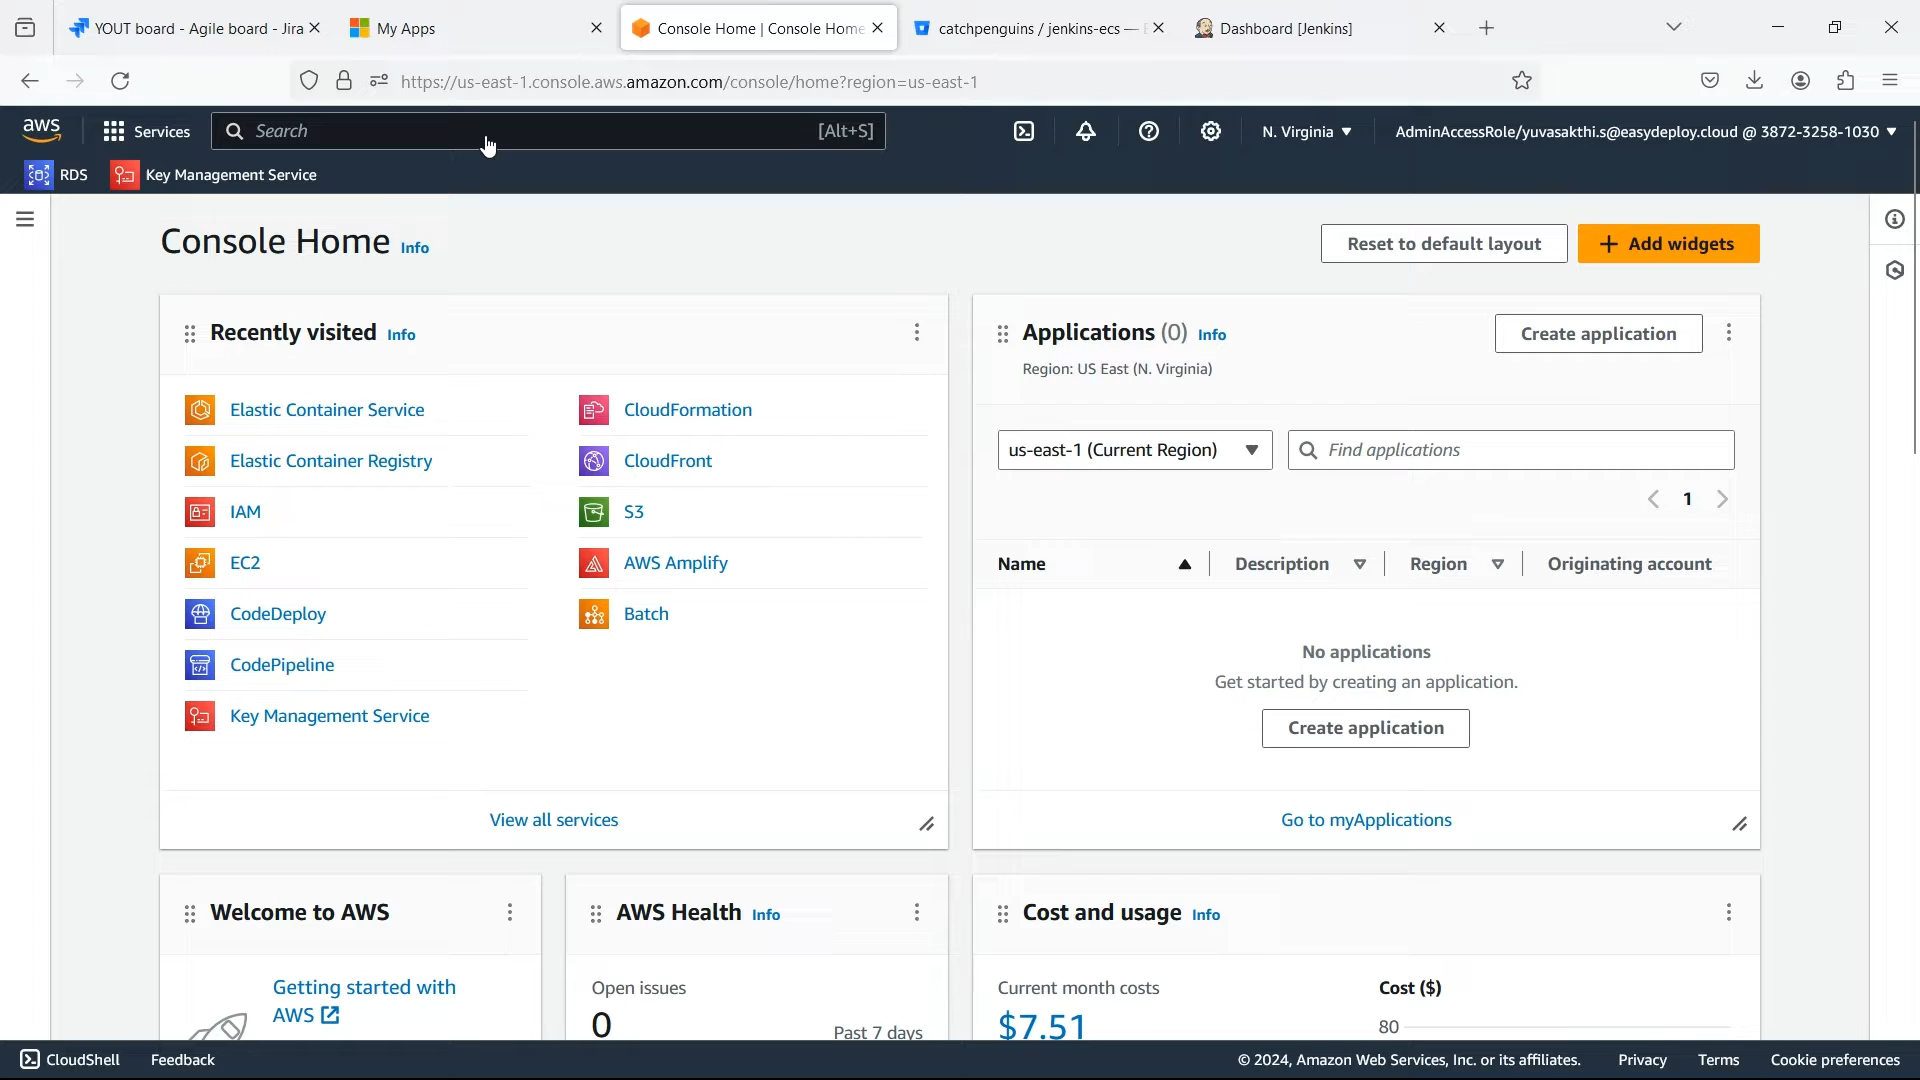 YOUT board - Agile board - Jira
My Apps
Console Home | Console Home
catchpenguins / jenkins-ecs —
Dashboard [Jenkins]
https://us-east-1.console.aws.amazon.com/console/home?region=us-east-1
aws
Services
Search
[Alt+S]
N. Virginia
AdminAccessRole/yuvasakthi.s@easydeploy.cloud @ 3872-3258-1030
RDS
Key Management Service
Console Home Info
Reset to default layout
+ Add widgets
Recently visited Info
Elastic Container Service
Elastic Container Registry
IAM
EC2
CodeDeploy
CodePipeline
Key Management Service
CloudFormation
CloudFront
S3
AWS Amplify
Batch
View all services
Applications (0) Info
Region: US East (N. Virginia)
Create application
us-east-1 (Current Region)
Find applications
1
Name
Description
Region
Originating account
No applications
Get started by creating an application.
Create application
Go to myApplications
Welcome to AWS
Getting started with
AWS
AWS Health Info
Open issues
0
Past 7 days
Cost and usage Info
Current month costs
$7.51
Cost ($)
80
CloudShell
Feedback
© 2024, Amazon Web Services, Inc. or its affiliates.
Privacy
Terms
Cookie preferences